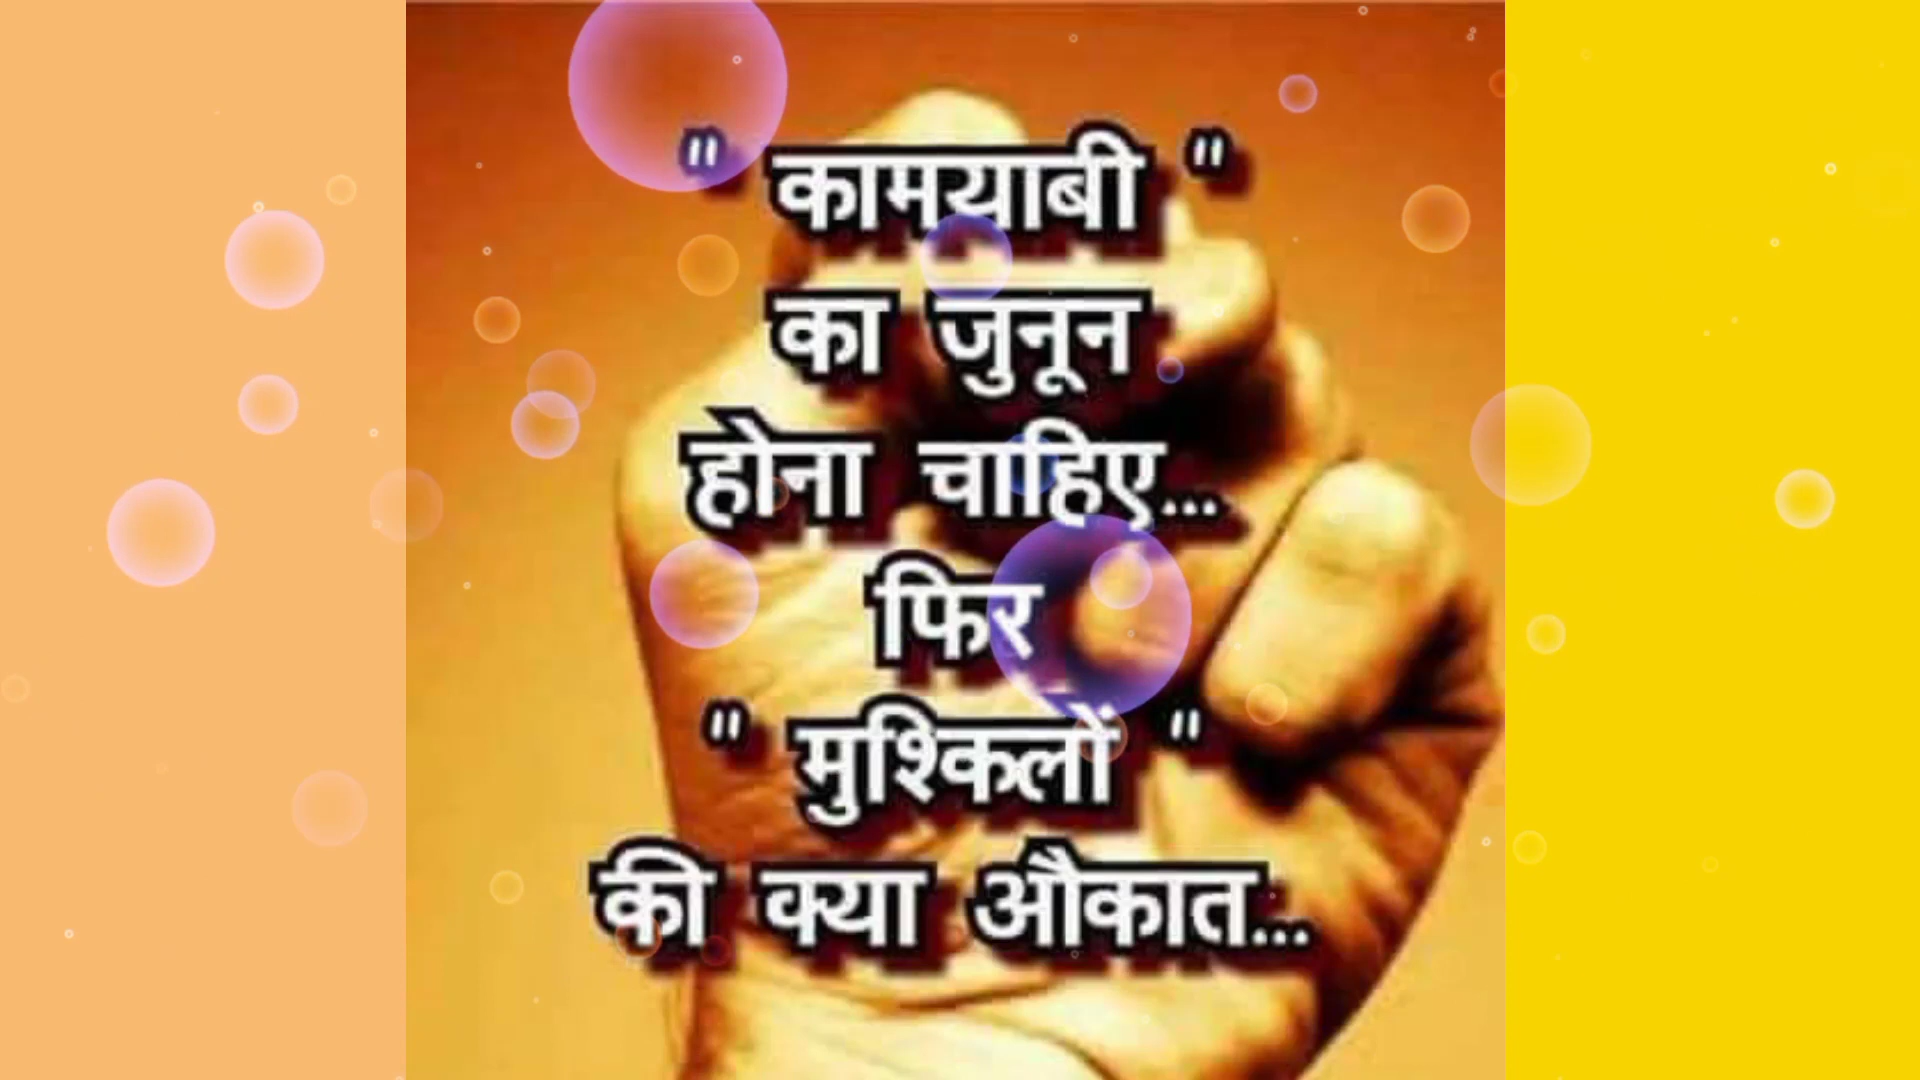 " कामयाबी "
का जुनून
होना चाहिए...
फिर
" मुश्किलों "
की क्या औकात...